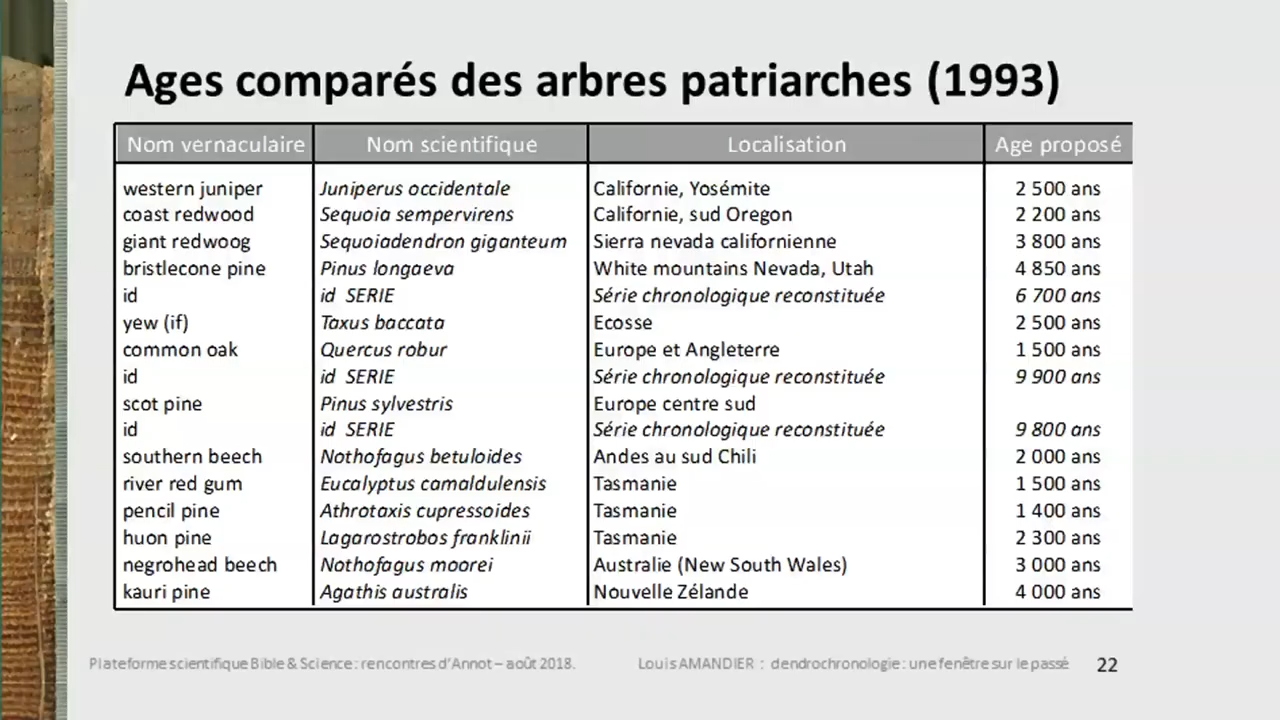 Ages comparés des arbres patriarches (1993)
Nom vernaculaire Nom scientifique Localisation Age proposé
western juniper Juniperus occidentale Californie, Yosémite 2 500 ans
coast redwood Sequoia sempervirens Californie, sud Oregon 2 200 ans
giant redwoog Sequoiadendron giganteum Sierra nevada californienne 3 800 ans
bristlecone pine Pinus longaeva White mountains Nevada, Utah 4 850 ans
id id SERIE Série chronologique reconstituée 6 700 ans
yew (if) Taxus baccata Ecosse 2 500 ans
common oak Quercus robur Europe et Angleterre 1 500 ans
id id SERIE Série chronologique reconstituée 9 900 ans
scot pine Pinus sylvestris Europe centre sud
id id SERIE Série chronologique reconstituée 9 800 ans
southern beech Nothofagus betuloides Andes au sud Chili 2 000 ans
river red gum Eucalyptus camaldulensis Tasmanie 1 500 ans
pencil pine Athrotaxis cupressoides Tasmanie 1 400 ans
huon pine Lagarostrobos franklinii Tasmanie 2 300 ans
negrohead beech Nothofagus moorei Australie (New South Wales) 3 000 ans
kauri pine Agathis australis Nouvelle Zélande 4 000 ans
Plateforme scientifique Bible & Science : rencontres d'Annot – août 2018. Louis AMANDIER : dendrochronologie : une fenêtre sur le passé 22